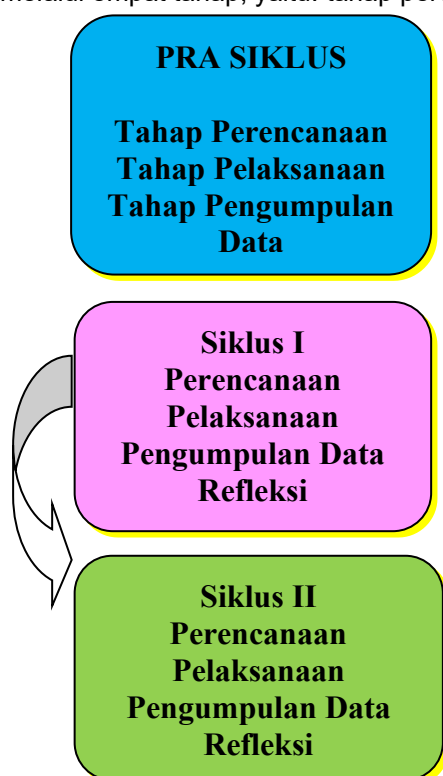 PRA SIKLUS
Tahap Perencanaan
Tahap Pelaksanaan
Tahap Pengumpulan
Data
Siklus I
Perencanaan
Pelaksanaan
Pengumpulan Data
Refleksi
Siklus II
Perencanaan
Pelaksanaan
Pengumpulan Data
Refleksi